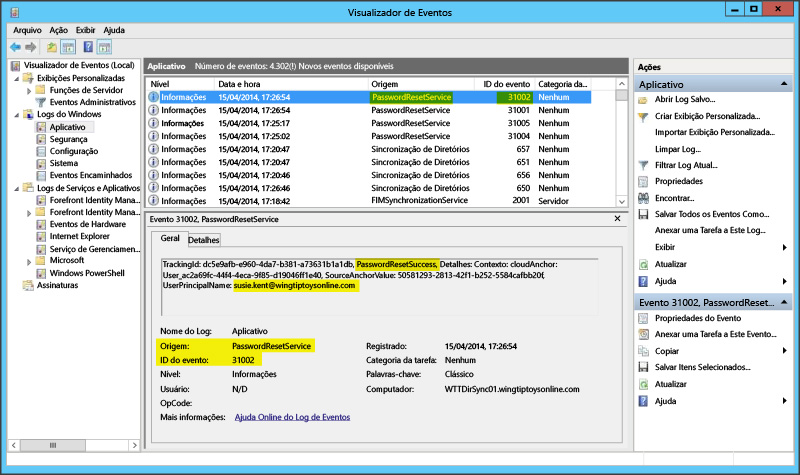 Visualizador de Eventos
Arquivo Ação Exibir Ajuda
Visualizador de Eventos (Local)
Exibições Personalizadas
Funções de Servidor
Eventos Administrativos
Logs do Windows
Aplicativo
Segurança
Configuração
Sistema
Eventos Encaminhados
Logs de Serviços e Aplicativos
Forefront Identity Mana...
Forefront Identity Mana...
Eventos de Hardware
Internet Explorer
Serviço de Gerenciamen...
Microsoft
Windows PowerShell
Assinaturas
Aplicativo Número de eventos: 4.302(!) Novos eventos disponíveis
Nível Data e hora Origem ID do evento Categoria da...
Informações 15/04/2014, 17:26:54 PasswordResetService 31002 Nenhum
Informações 15/04/2014, 17:26:54 PasswordResetService 31001 Nenhum
Informações 15/04/2014, 17:25:17 PasswordResetService 31005 Nenhum
Informações 15/04/2014, 17:25:02 PasswordResetService 31004 Nenhum
Informações 15/04/2014, 17:20:47 Sincronização de Diretórios 657 Nenhum
Informações 15/04/2014, 17:20:47 Sincronização de Diretórios 651 Nenhum
Informações 15/04/2014, 17:20:46 Sincronização de Diretórios 656 Nenhum
Informações 15/04/2014, 17:26:46 Sincronização de Diretórios 650 Nenhum
Informações 15/04/2014, 17:18:42 FIMSynchronizationService 2001 Servidor
Evento 31002, PasswordResetService
Geral Detalhes
TrackingId: dc5e9afb-e960-4da7-b381-a73631b1a1db, PasswordResetSuccess, Detalhes: Contexto: cloudAnchor:
User_ac2a69fc-44f4-4eca-9f85-d19046ff1e40, SourceAnchorValue: 50581293-2813-42f1-b252-5584cafbb20f,
UserPrincipalName: susie.kent@wingtiptoysonline.com
Nome do Log: Aplicativo
Origem: PasswordResetService Registrado: 15/04/2014, 17:26:54
ID do evento: 31002 Categoria da tarefa: Nenhum
Nível: Informações Palavras-chave: Clássico
Usuário: N/D Computador: WTTDirSync01.wingtiptoysonline.com
OpCode:
Mais informações: Ajuda Online do Log de Eventos
Ações
Aplicativo
Abrir Log Salvo...
Criar Exibição Personalizada...
Importar Exibição Personalizada...
Limpar Log...
Filtrar Log Atual...
Propriedades
Encontrar...
Salvar Todos os Eventos Como...
Anexar uma Tarefa a Este Log...
Exibir
Atualizar
Ajuda
Evento 31002, PasswordReset...
Propriedades do Evento
Anexar uma Tarefa a Este Evento...
Copiar
Salvar Itens Selecionados...
Atualizar
Ajuda